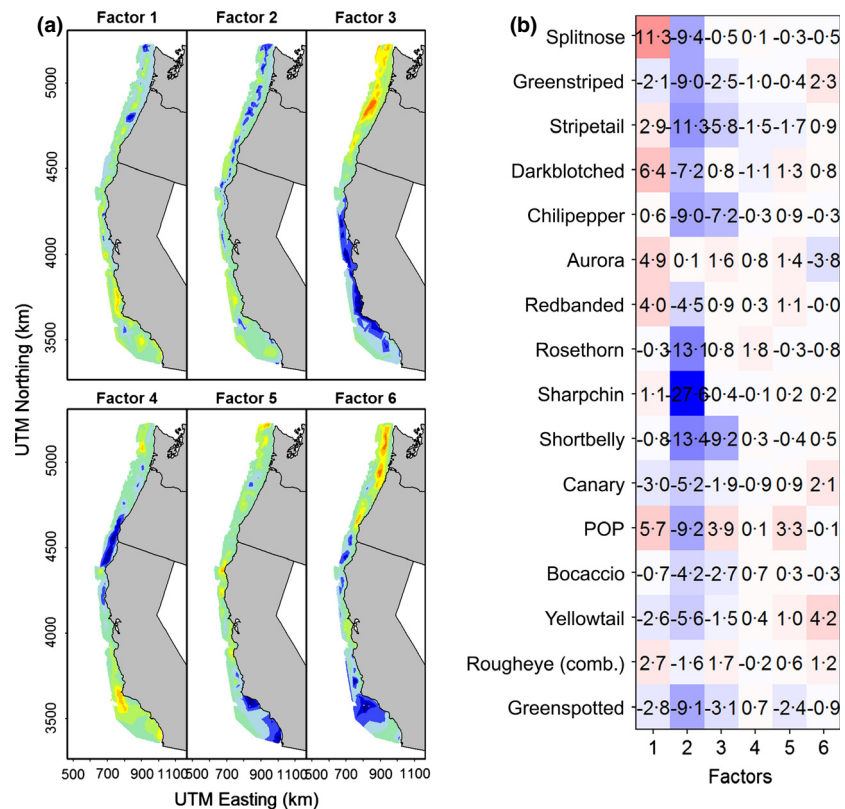 (a)
Factor 1 Factor 2 Factor 3
5000
4500
4000
3500
UTM Northing (km)
Factor 4 Factor 5 Factor 6
5000
4500
4000
3500
500 700 900 1100 500 700 900 1100 500 700 900 1100
UTM Easting (km)
(b)
Splitnose 11·3 -9·4 -0·5 0·1 -0·3 -0·5
Greenstriped -2·1 -9·0 -2·5 -1·0 -0·4 2·3
Stripetail 2·9 -11·3 -5·8 -1·5 -1·7 0·9
Darkblotched 6·4 -7·2 0·8 -1·1 1·3 0·8
Chilipepper 0·6 -9·0 -7·2 -0·3 0·9 -0·3
Aurora 4·9 0·1 1·6 0·8 1·4 -3·8
Redbanded 4·0 -4·5 0·9 0·3 1·1 -0·0
Rosethorn -0·3 -13·1 0·8 1·8 -0·3 -0·8
Sharpchin 1·1 -27·6 -0·4 -0·1 0·2 0·2
Shortbelly -0·8 -13·4 -9·2 0·3 -0·4 0·5
Canary -3·0 -5·2 -1·9 -0·9 0·9 2·1
POP 5·7 -9·2 3·9 0·1 3·3 -0·1
Bocaccio -0·7 -4·2 -2·7 0·7 0·3 -0·3
Yellowtail -2·6 -5·6 -1·5 0·4 1·0 4·2
Rougheye (comb.) 2·7 -1·6 1·7 -0·2 0·6 1·2
Greenspotted -2·8 -9·1 -3·1 0·7 -2·4 -0·9
1 2 3 4 5 6
Factors